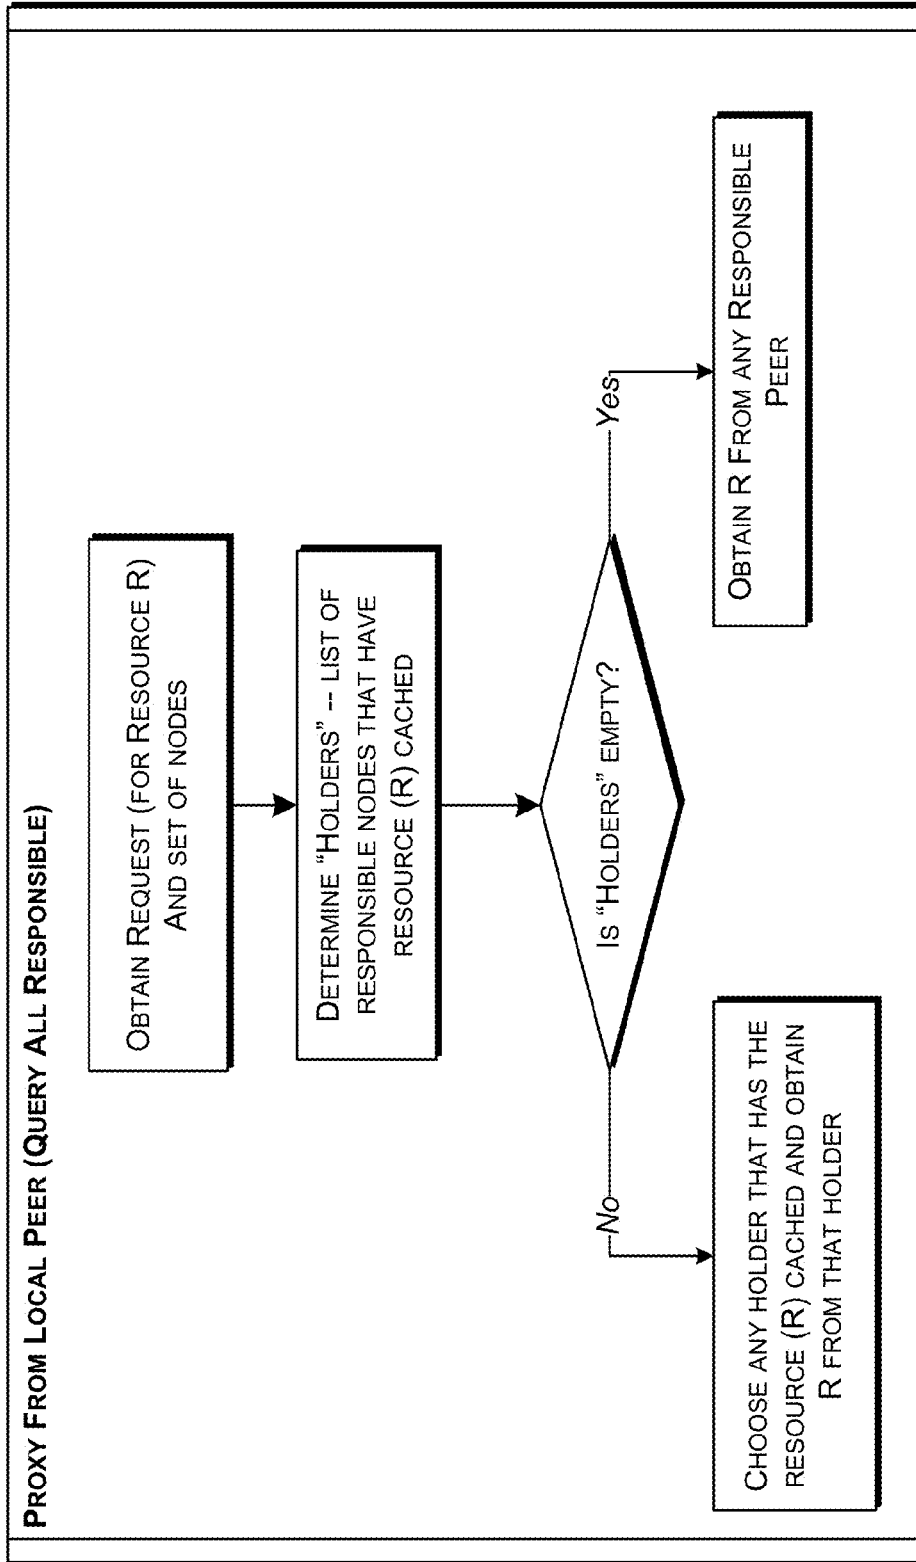 PROXY FROM LOCAL PEER (QUERY ALL RESPONSIBLE)
OBTAIN REQUEST (FOR RESOURCE R)
AND SET OF NODES
DETERMINE “HOLDERS” -- LIST OF
RESPONSIBLE NODES THAT HAVE
RESOURCE (R) CACHED
IS “HOLDERS” EMPTY?
No
Yes
CHOOSE ANY HOLDER THAT HAS THE
RESOURCE (R) CACHED AND OBTAIN
R FROM THAT HOLDER
OBTAIN R FROM ANY RESPONSIBLE
PEER